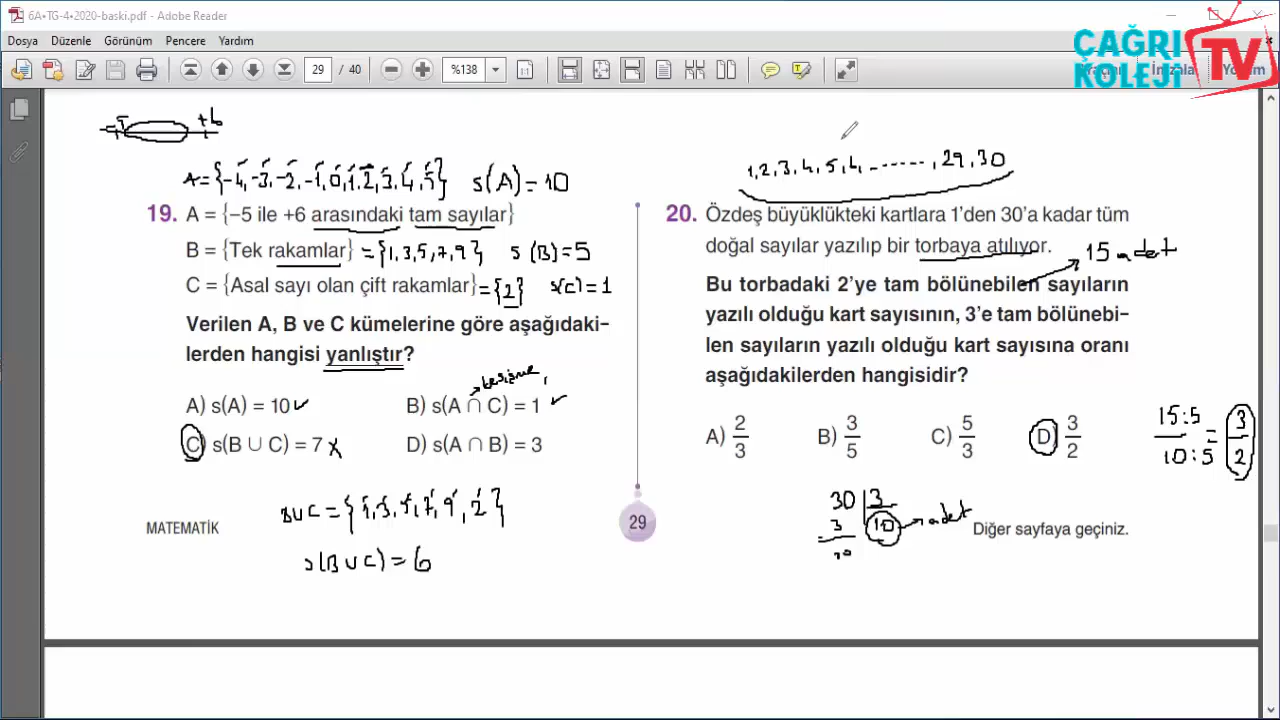 6A•TG-4•2020-baski.pdf - Adobe Reader
Dosya Düzenle Görünüm Pencere Yardım
29 / 40 %138
ÇAĞRI KOLEJİ TV
-5 +6
A={-4,-3,-2,-1,0,1,2,3,4,5} s(A)=10
19. A = {−5 ile +6 arasındaki tam sayılar}
B = {Tek rakamlar} ={1,3,5,7,9} s(B)=5
C = {Asal sayı olan çift rakamlar} ={2} s(C)=1
Verilen A, B ve C kümelerine göre aşağıdaki-
lerden hangisi yanlıştır?
kesişme
A) s(A) = 10 B) s(A ∩ C) = 1
C) s(B ∪ C) = 7 D) s(A ∩ B) = 3
BUC={1,3,5,7,9,2}
s(BUC)=6
MATEMATİK
29
1,2,3,4,5,6,.......,29,30
20. Özdeş büyüklükteki kartlara 1’den 30’a kadar tüm
doğal sayılar yazılıp bir torbaya atılıyor.
15 adet
Bu torbadaki 2’ye tam bölünebilen sayıların
yazılı olduğu kart sayısının, 3’e tam bölünebi-
len sayıların yazılı olduğu kart sayısına oranı
aşağıdakilerden hangisidir?
A) 2/3 B) 3/5 C) 5/3 D) 3/2
15:5 / 10:5 = 3/2
30 3
3 10 adet
Diğer sayfaya geçiniz.